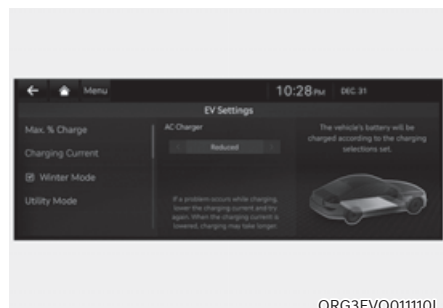 Menu
10:28 PM DEC. 31
EV Settings
Max. % Charge
Charging Current
Winter Mode
Utility Mode
AC Charger
Reduced
If a problem occurs while charging,
lower the charging current and try
again. When the charging current is
lowered, charging may take longer.
The vehicle's battery will be
charged according to the charging
selections set.